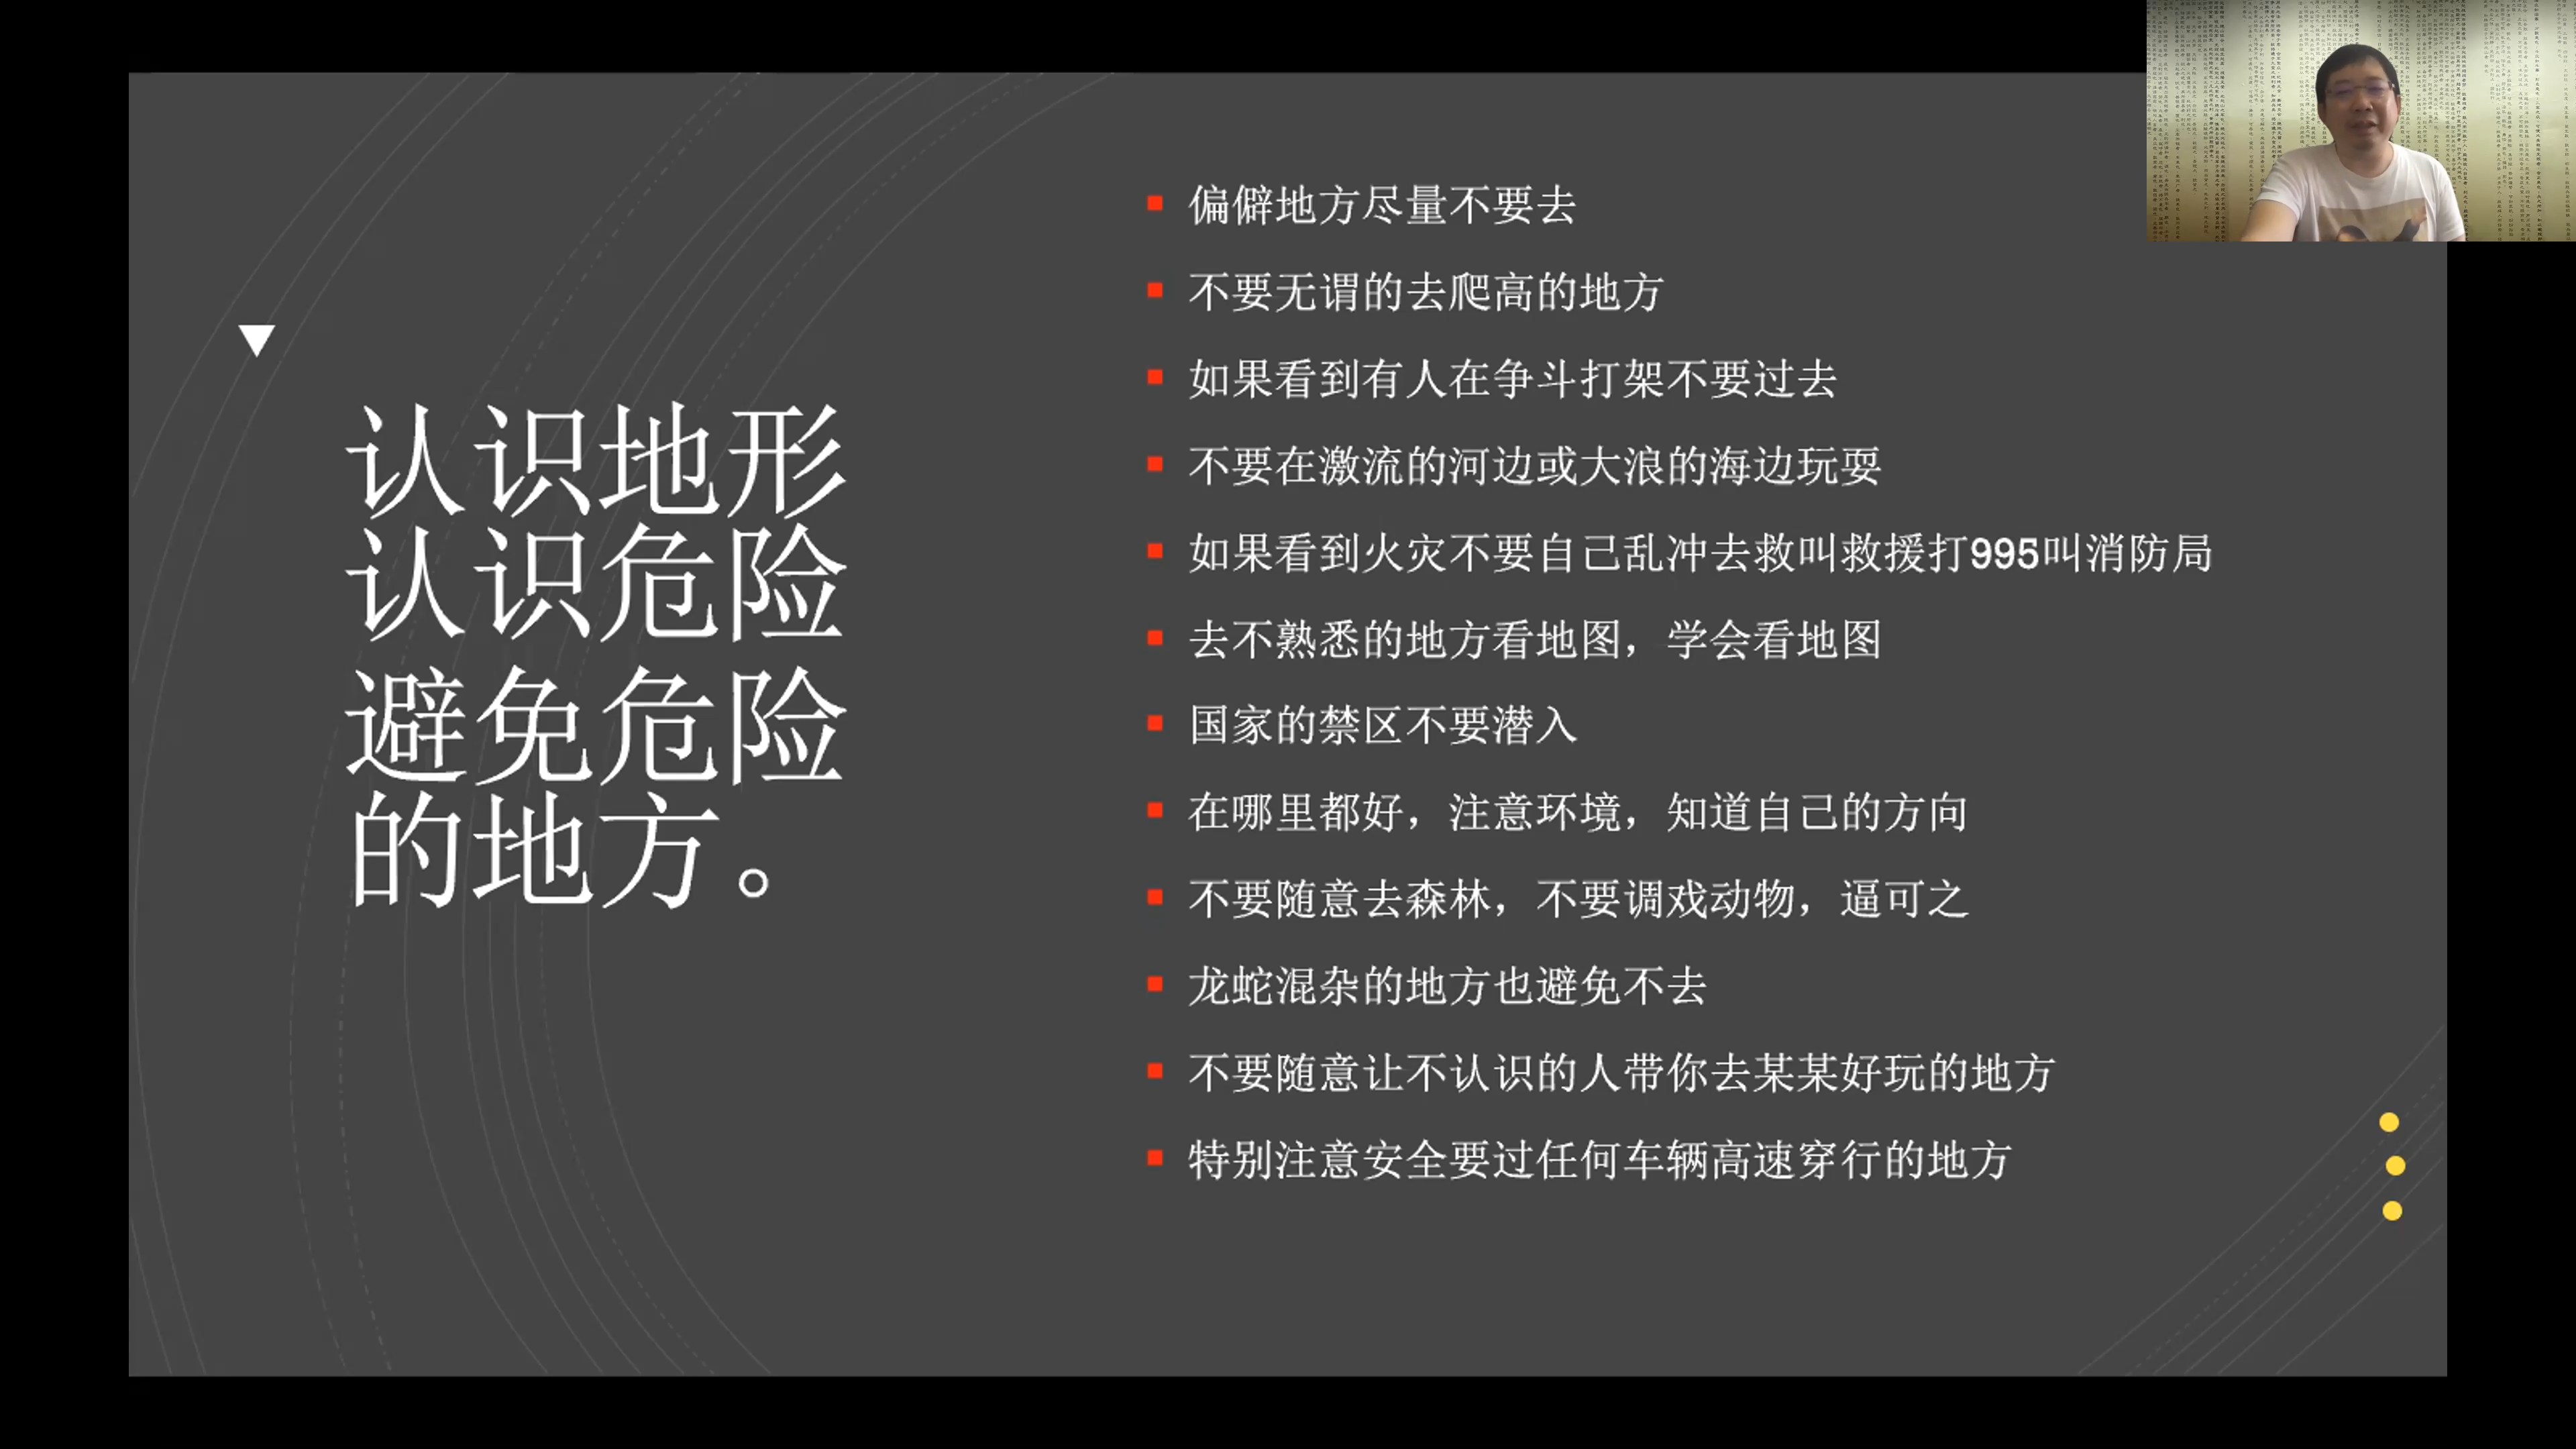 认识地形
认识危险
避免危险
的地方。
偏僻地方尽量不要去
不要无谓的去爬高的地方
如果看到有人在争斗打架不要过去
不要在激流的河边或大浪的海边玩耍
如果看到火灾不要自己乱冲去救叫救援打995叫消防局
去不熟悉的地方看地图，学会看地图
国家的禁区不要潜入
在哪里都好，注意环境，知道自己的方向
不要随意去森林，不要调戏动物，逼可之
龙蛇混杂的地方也避免不去
不要随意让不认识的人带你去某某好玩的地方
特别注意安全要过任何车辆高速穿行的地方